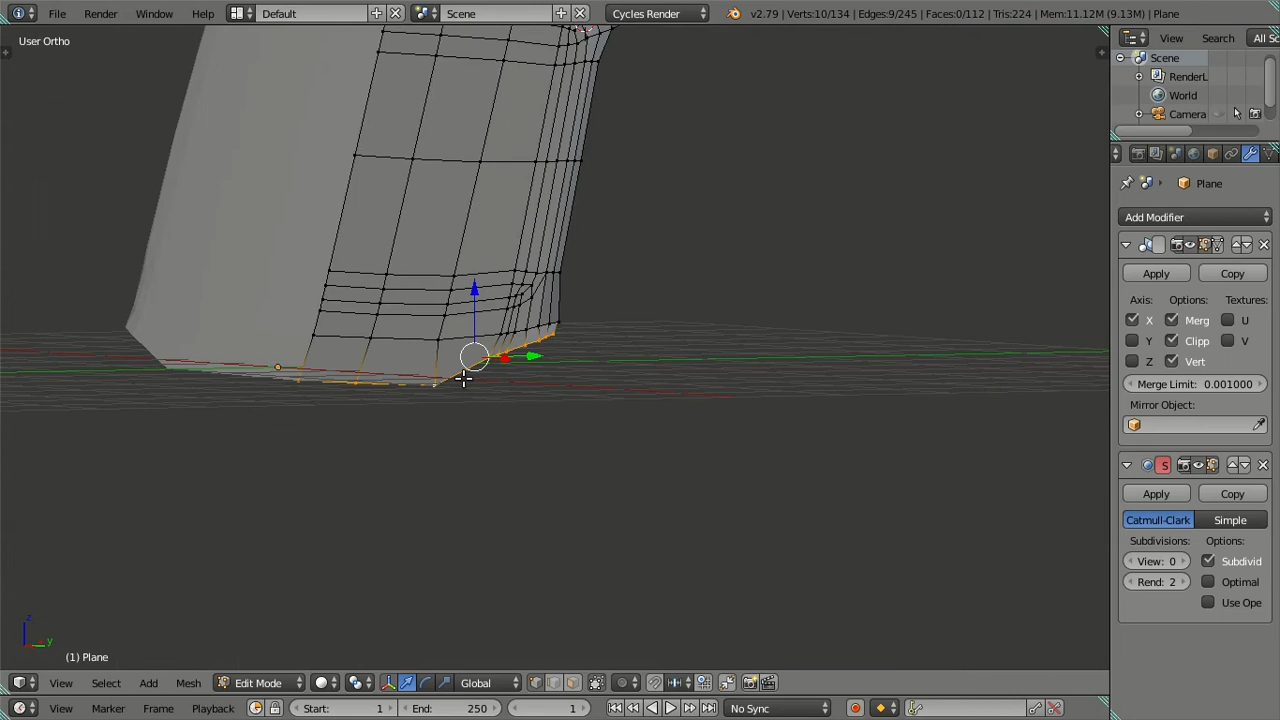 File Render Window Help Default Scene Cycles Render v2.79 | Verts:10/134 | Edges:9/245 | Faces:0/112 | Tris:224 | Mem:11.12M (9.13M) | Plane
User Ortho
View Search All Sc
Scene
RenderL
World
Camera
Plane
Add Modifier
Apply Copy
Axis: Options: Textures:
X Merg U
Y Clipp V
Z Vert
Merge Limit: 0.001000
Mirror Object:
S
Apply Copy
Catmull-Clark Simple
Subdivisions: Options:
View: 0 Subdivid
Rend: 2 Optimal
Use Ope
z
y
(1) Plane
View Select Add Mesh Edit Mode Global
View Marker Frame Playback Start: 1 End: 250 1 No Sync